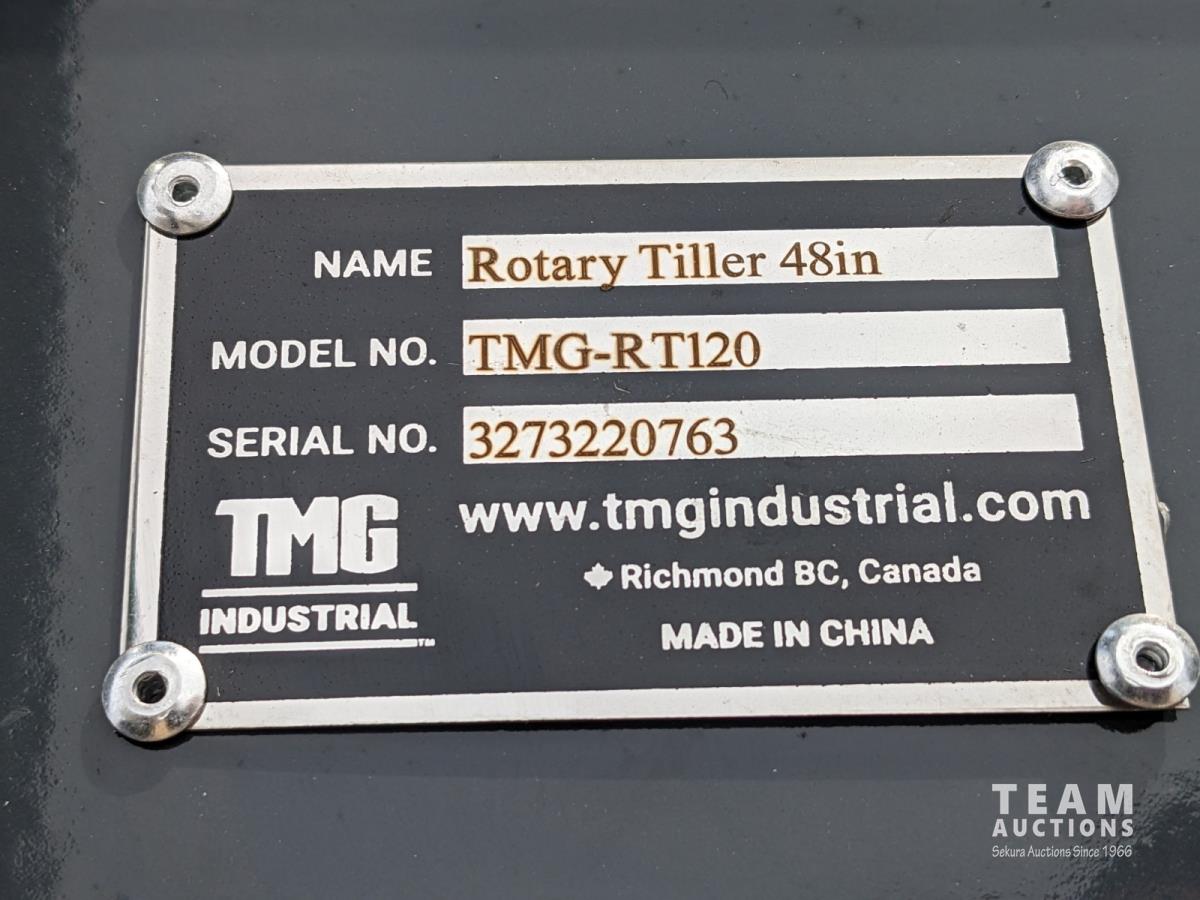 NAME Rotary Tiller 48in
MODEL NO. TMG-RT120
SERIAL NO. 3273220763
TMG
INDUSTRIAL™
www.tmgindustrial.com
Richmond BC, Canada
MADE IN CHINA
TEAM
AUCTIONS
Sekura Auctions Since 1966